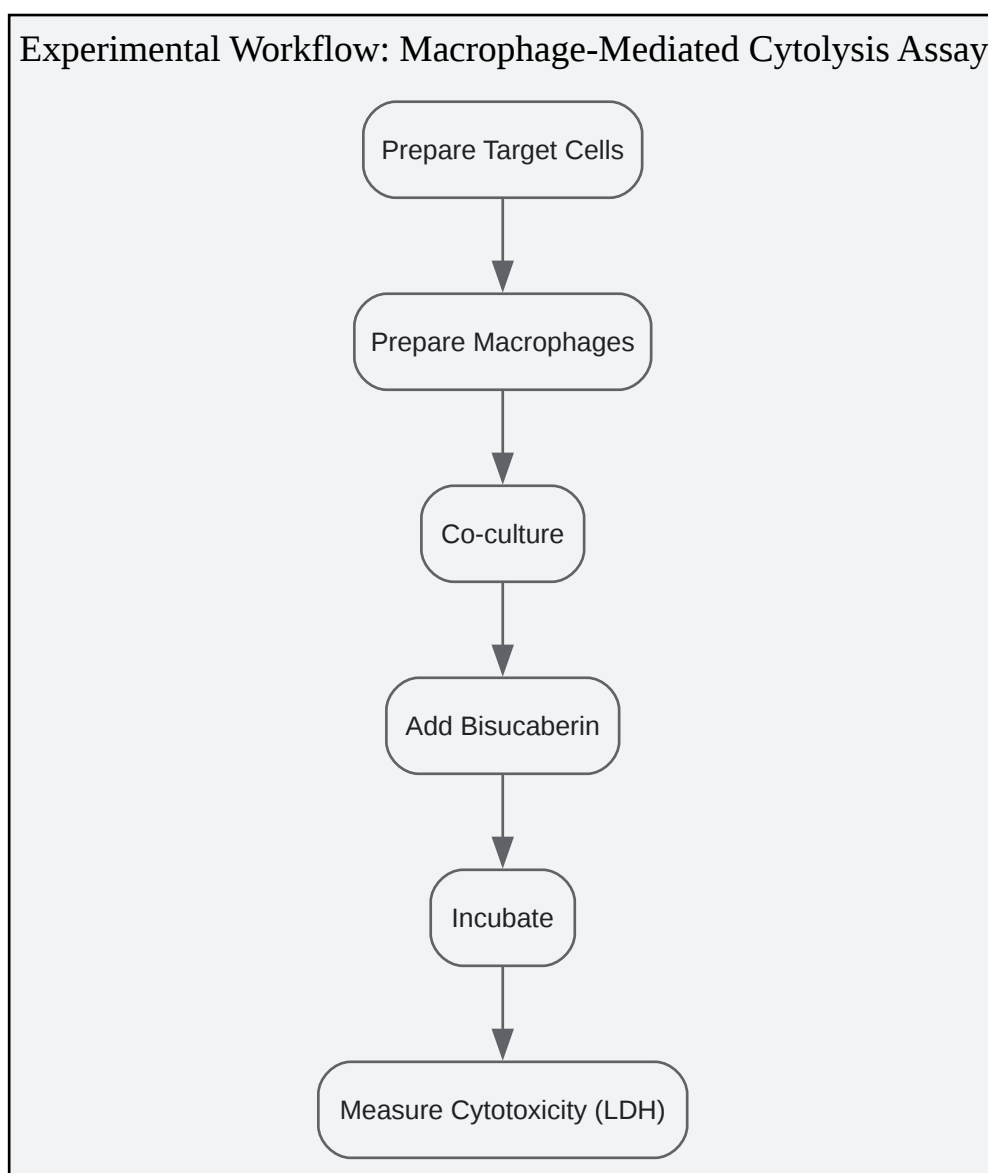 Experimental Workflow: Macrophage-Mediated Cytolysis Assay
Prepare Target Cells
Prepare Macrophages
Co-culture
Add Bisucaberin
Incubate
Measure Cytotoxicity (LDH)